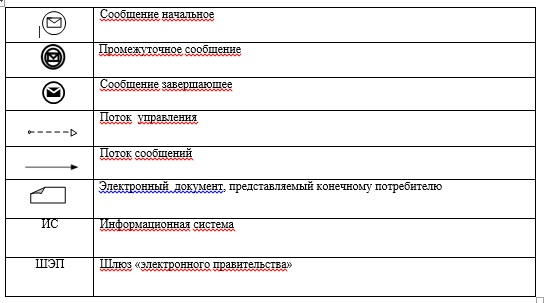 Сообщение начальное
Промежуточное сообщение
Сообщение завершающее
Поток управления
Поток сообщений
Электронный документ, представляемый конечному потребителю
ИС Информационная система
ШЭП Шлюз «электронного правительства»